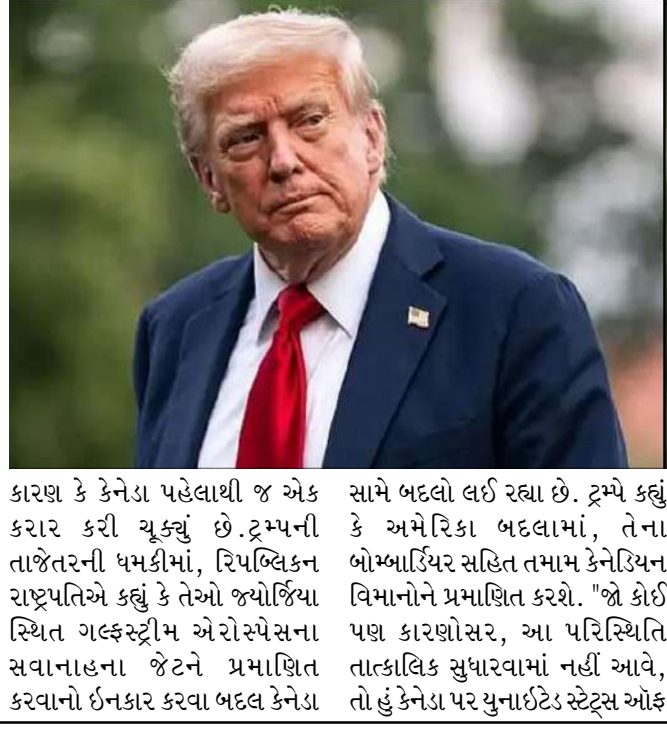 કારણ કે કેનેડા પહેલાથી જ એક
કરાર કરી ચૂક્યું છે.ટ્રમ્પની
તાજેતરની ધમકીમાં, રિપબ્લિકન
રાષ્ટ્રપતિએ કહ્યું કે તેઓ જ્યોર્જિયા
સ્થિત ગલ્ફસ્ટ્રીમ એરોસ્પેસના
સવાનાહના જેટને પ્રમાણિત
કરવાનો ઇનકાર કરવા બદલ કેનેડા
સામે બદલો લઈ રહ્યા છે. ટ્રમ્પે કહ્યું
કે અમેરિકા બદલામાં, તેના
બોમ્બાર્ડિયર સહિત તમામ કેનેડિયન
વિમાનોને પ્રમાણિત કરશે. "જો કોઈ
પણ કારણોસર, આ પરિસ્થિતિ
તાત્કાલિક સુધારવામાં નહીં આવે,
તો હું કેનેડા પર યુનાઇટેડ સ્ટેટ્સ ઑફ